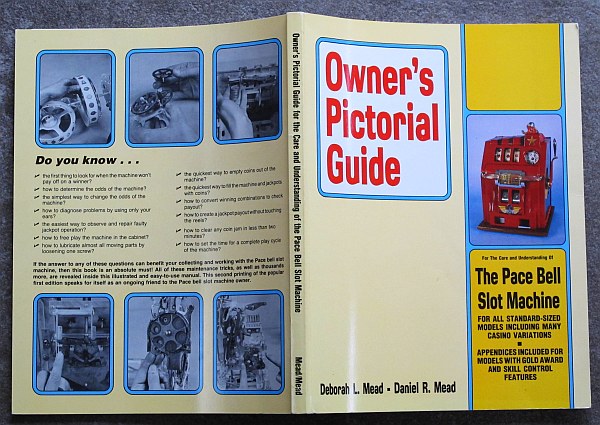 Do you know . . .
the first thing to look for when the machine won't
pay off on a winner?
how to determine the odds of the machine?
the simplest way to change the odds of the
machine?
how to diagnose problems by using only your
ears?
the easiest way to observe and repair faulty
jackpot operation?
how to free play the machine in the cabinet?
how to lubricate almost all moving parts by
loosening one screw?
the quickest way to empty coins out of the
machine?
the quickest way to fill the machine and jackpots
with coins?
how to convert winning combinations to check
payout?
how to create a jackpot payout without touching
the reels?
how to clear any coin jam in less than two
minutes?
how to set the time for a complete play cycle
of the machine?
If the answer to any of these questions can benefit your collecting and working with the Pace Bell slot
machine, then this book is an absolute must! All of these maintenance tricks, as well as thousands
more, are revealed inside this illustrated and easy-to-use manual. This second printing of the popular
first edition speaks for itself as an ongoing friend to the Pace bell slot machine owner.
Owner's Pictorial Guide for the Care and Understanding of the Pace Bell Slot Machine
Mead/Mead
Owner's
Pictorial
Guide
For The Care and Understanding Of
The Pace Bell
Slot Machine
FOR ALL STANDARD-SIZED
MODELS INCLUDING MANY
CASINO VARIATIONS
APPENDICES INCLUDED FOR
MODELS WITH GOLD AWARD
AND SKILL CONTROL
FEATURES
Deborah L. Mead • Daniel R. Mead